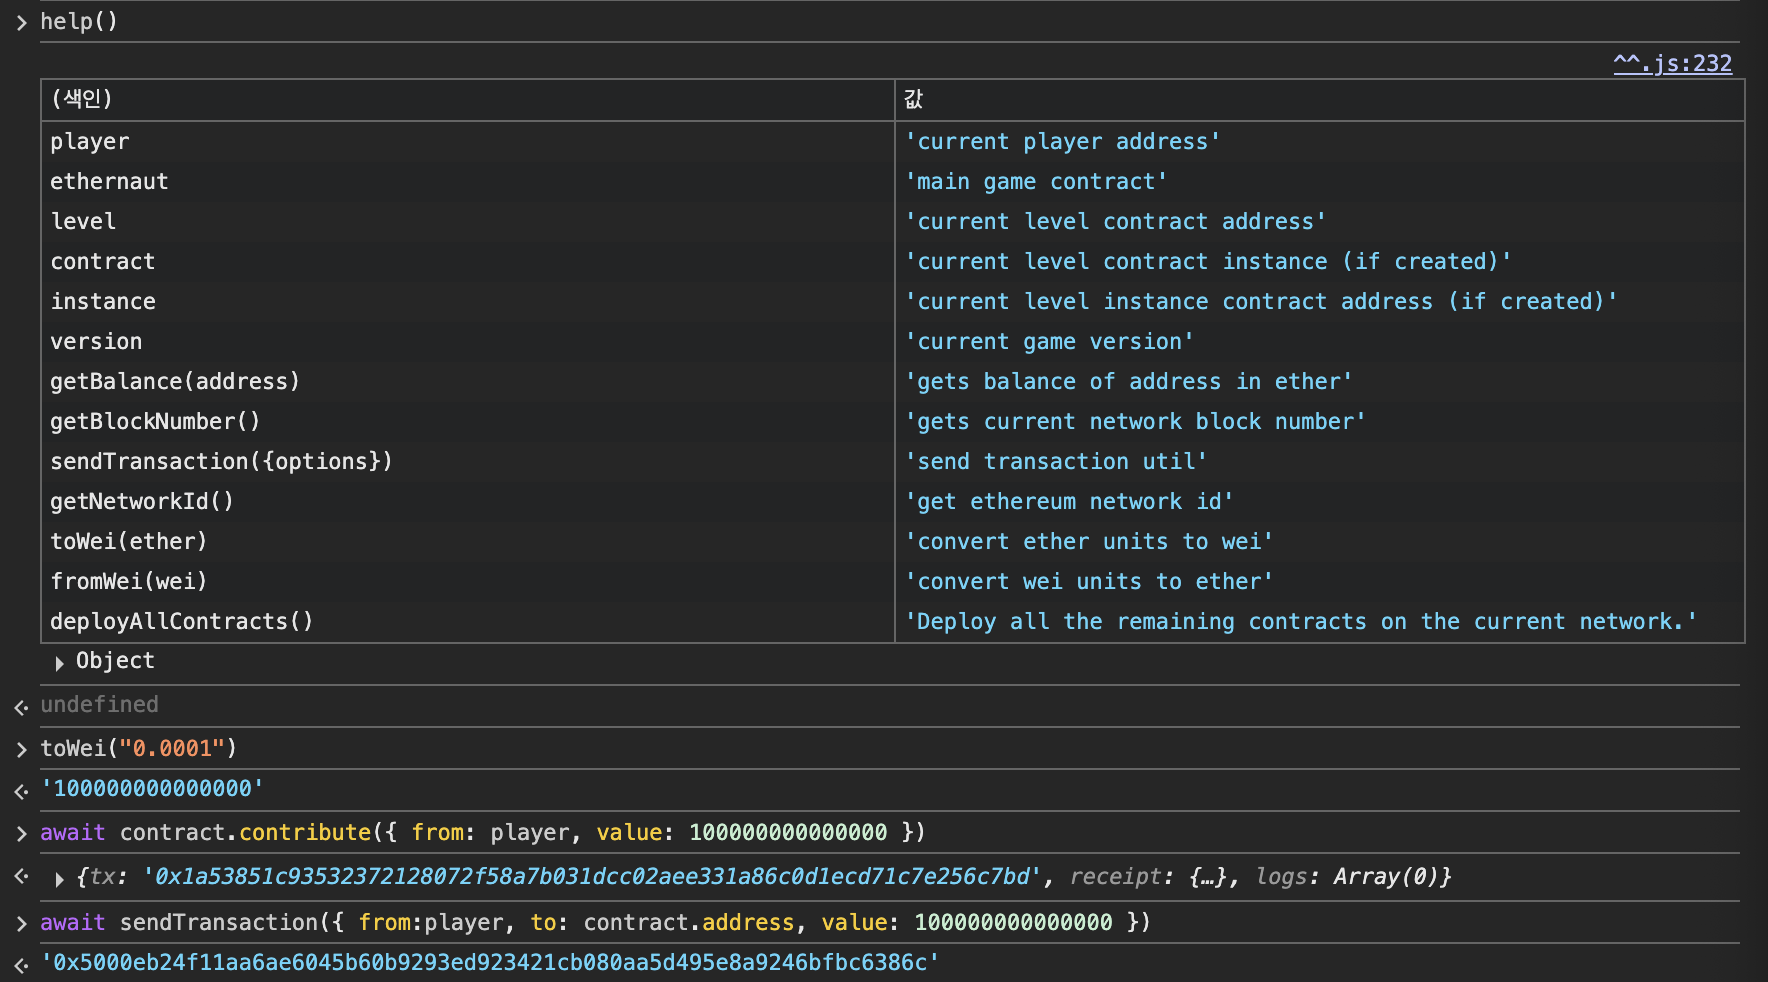 help()
^^.js:232
(색인) 값
player 'current player address'
ethernaut 'main game contract'
level 'current level contract address'
contract 'current level contract instance (if created)'
instance 'current level instance contract address (if created)'
version 'current game version'
getBalance(address) 'gets balance of address in ether'
getBlockNumber() 'gets current network block number'
sendTransaction({options}) 'send transaction util'
getNetworkId() 'get ethereum network id'
toWei(ether) 'convert ether units to wei'
fromWei(wei) 'convert wei units to ether'
deployAllContracts() 'Deploy all the remaining contracts on the current network.'
Object
undefined
toWei("0.0001")
'100000000000000'
await contract.contribute({ from: player, value: 100000000000000 })
{tx: '0x1a53851c93532372128072f58a7b031dcc02aee331a86c0d1ecd71c7e256c7bd', receipt: {…}, logs: Array(0)}
await sendTransaction({ from:player, to: contract.address, value: 100000000000000 })
'0x5000eb24f11aa6ae6045b60b9293ed923421cb080aa5d495e8a9246bfbc6386c'